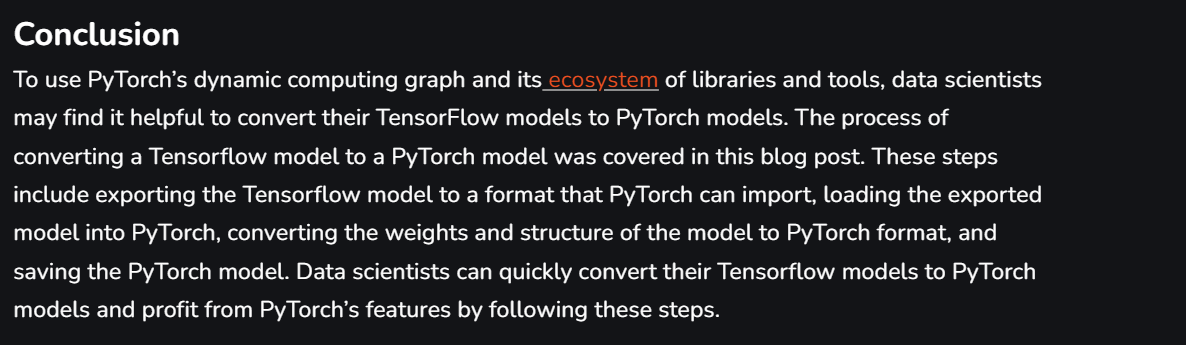 Conclusion
To use PyTorch’s dynamic computing graph and its ecosystem of libraries and tools, data scientists
may find it helpful to convert their TensorFlow models to PyTorch models. The process of
converting a Tensorflow model to a PyTorch model was covered in this blog post. These steps
include exporting the Tensorflow model to a format that PyTorch can import, loading the exported
model into PyTorch, converting the weights and structure of the model to PyTorch format, and
saving the PyTorch model. Data scientists can quickly convert their Tensorflow models to PyTorch
models and profit from PyTorch’s features by following these steps.